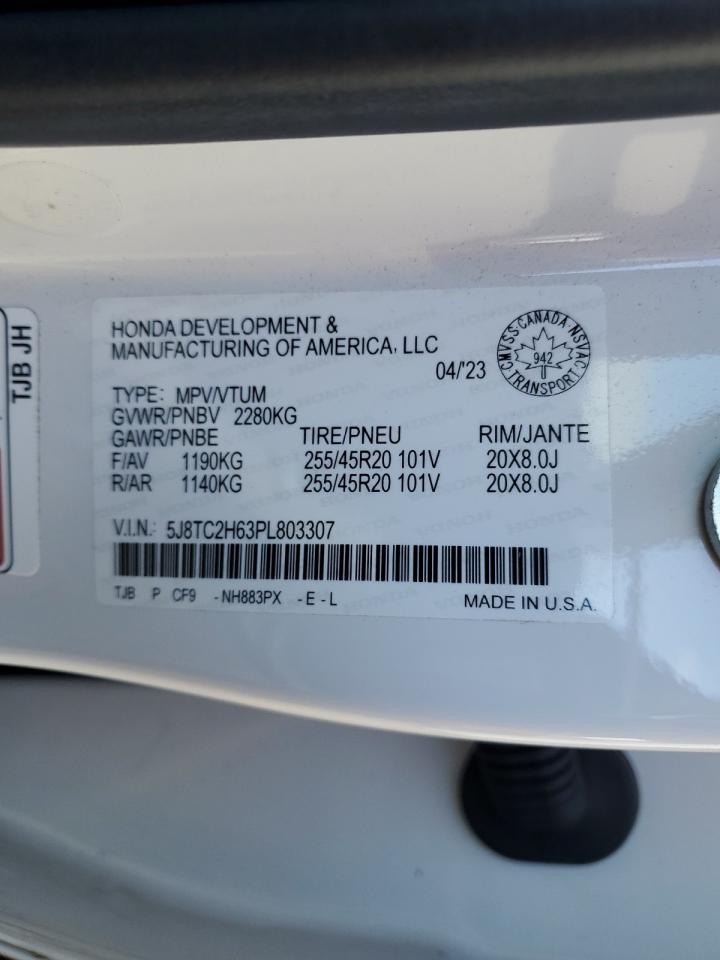 TJB JH
HONDA DEVELOPMENT &
MANUFACTURING OF AMERICA, LLC
04/'23
CMVSS·CANADA·NSVAC
942
TRANSPORT
TYPE: MPV/VTUM
GVWR/PNBV 2280KG
GAWR/PNBE TIRE/PNEU RIM/JANTE
F/AV 1190KG 255/45R20 101V 20X8.0J
R/AR 1140KG 255/45R20 101V 20X8.0J
V.I.N.: 5J8TC2H63PL803307
TJB P CF9 -NH883PX -E-L MADE IN U.S.A.